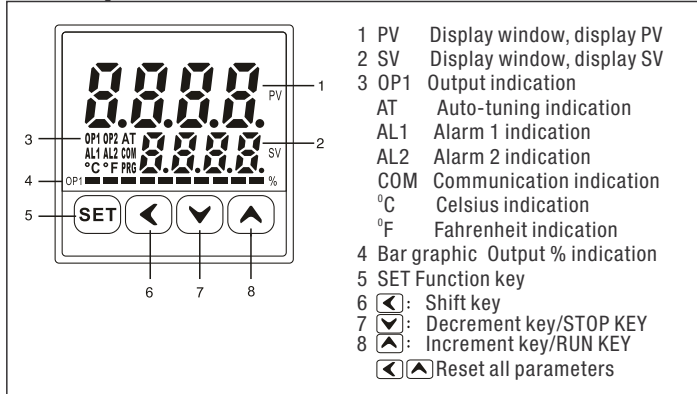 8.8.8.8.
PV
1
OP1 OP2 AT
AL1 AL2 COM
°C °F PRG
8.8.8.8.
SV
2
3
4
OP1
%
5
SET
6
7
8
1 PV Display window, display PV
2 SV Display window, display SV
3 OP1 Output indication
AT Auto-tuning indication
AL1 Alarm 1 indication
AL2 Alarm 2 indication
COM Communication indication
°C Celsius indication
°F Fahrenheit indication
4 Bar graphic Output % indication
5 SET Function key
6 : Shift key
7 : Decrement key/STOP KEY
8 : Increment key/RUN KEY
Reset all parameters